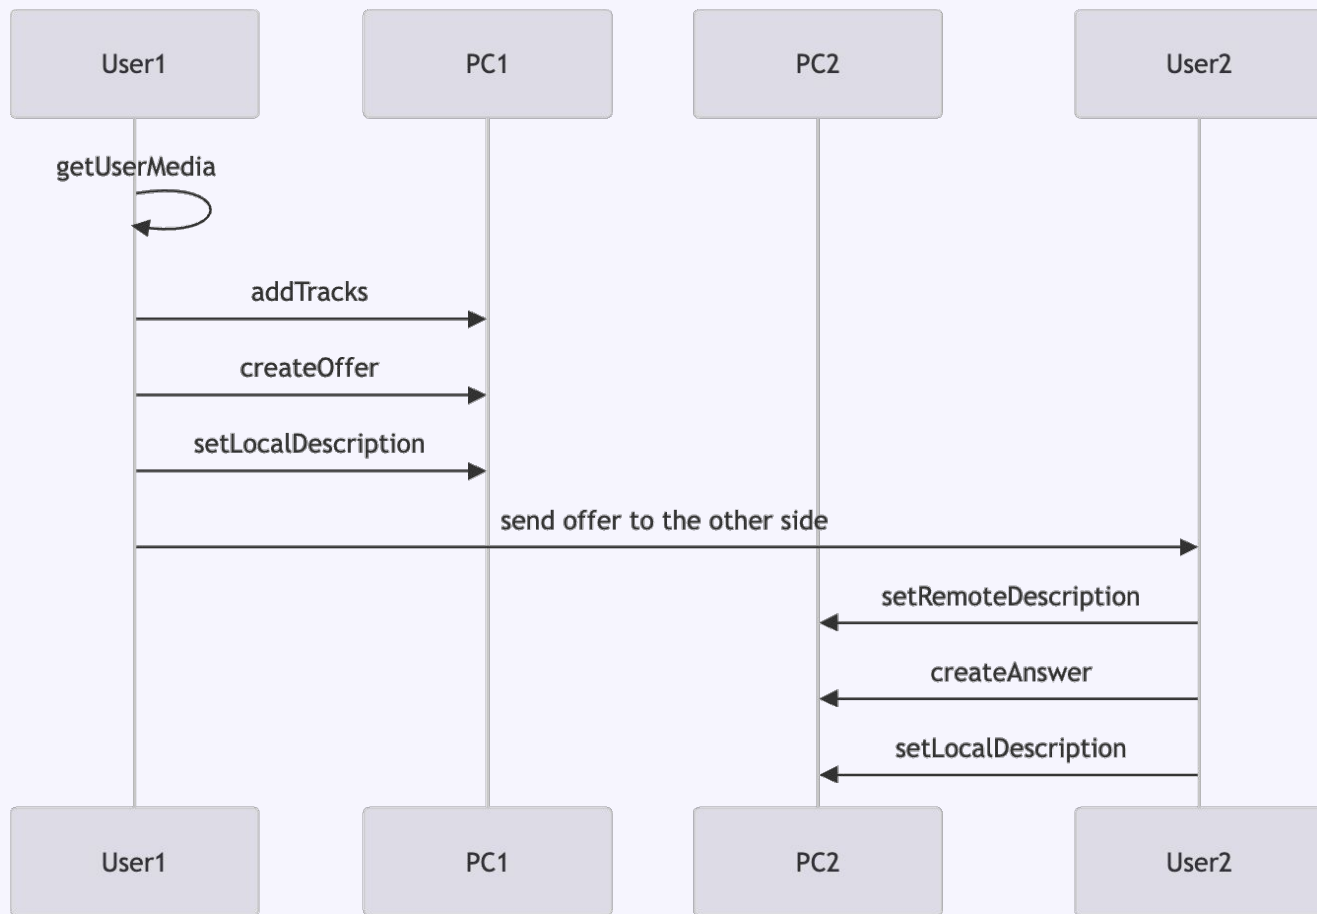 User1
PC1
PC2
User2
getUserMedia
addTracks
createOffer
setLocalDescription
send offer to the other side
setRemoteDescription
createAnswer
setLocalDescription
User1
PC1
PC2
User2